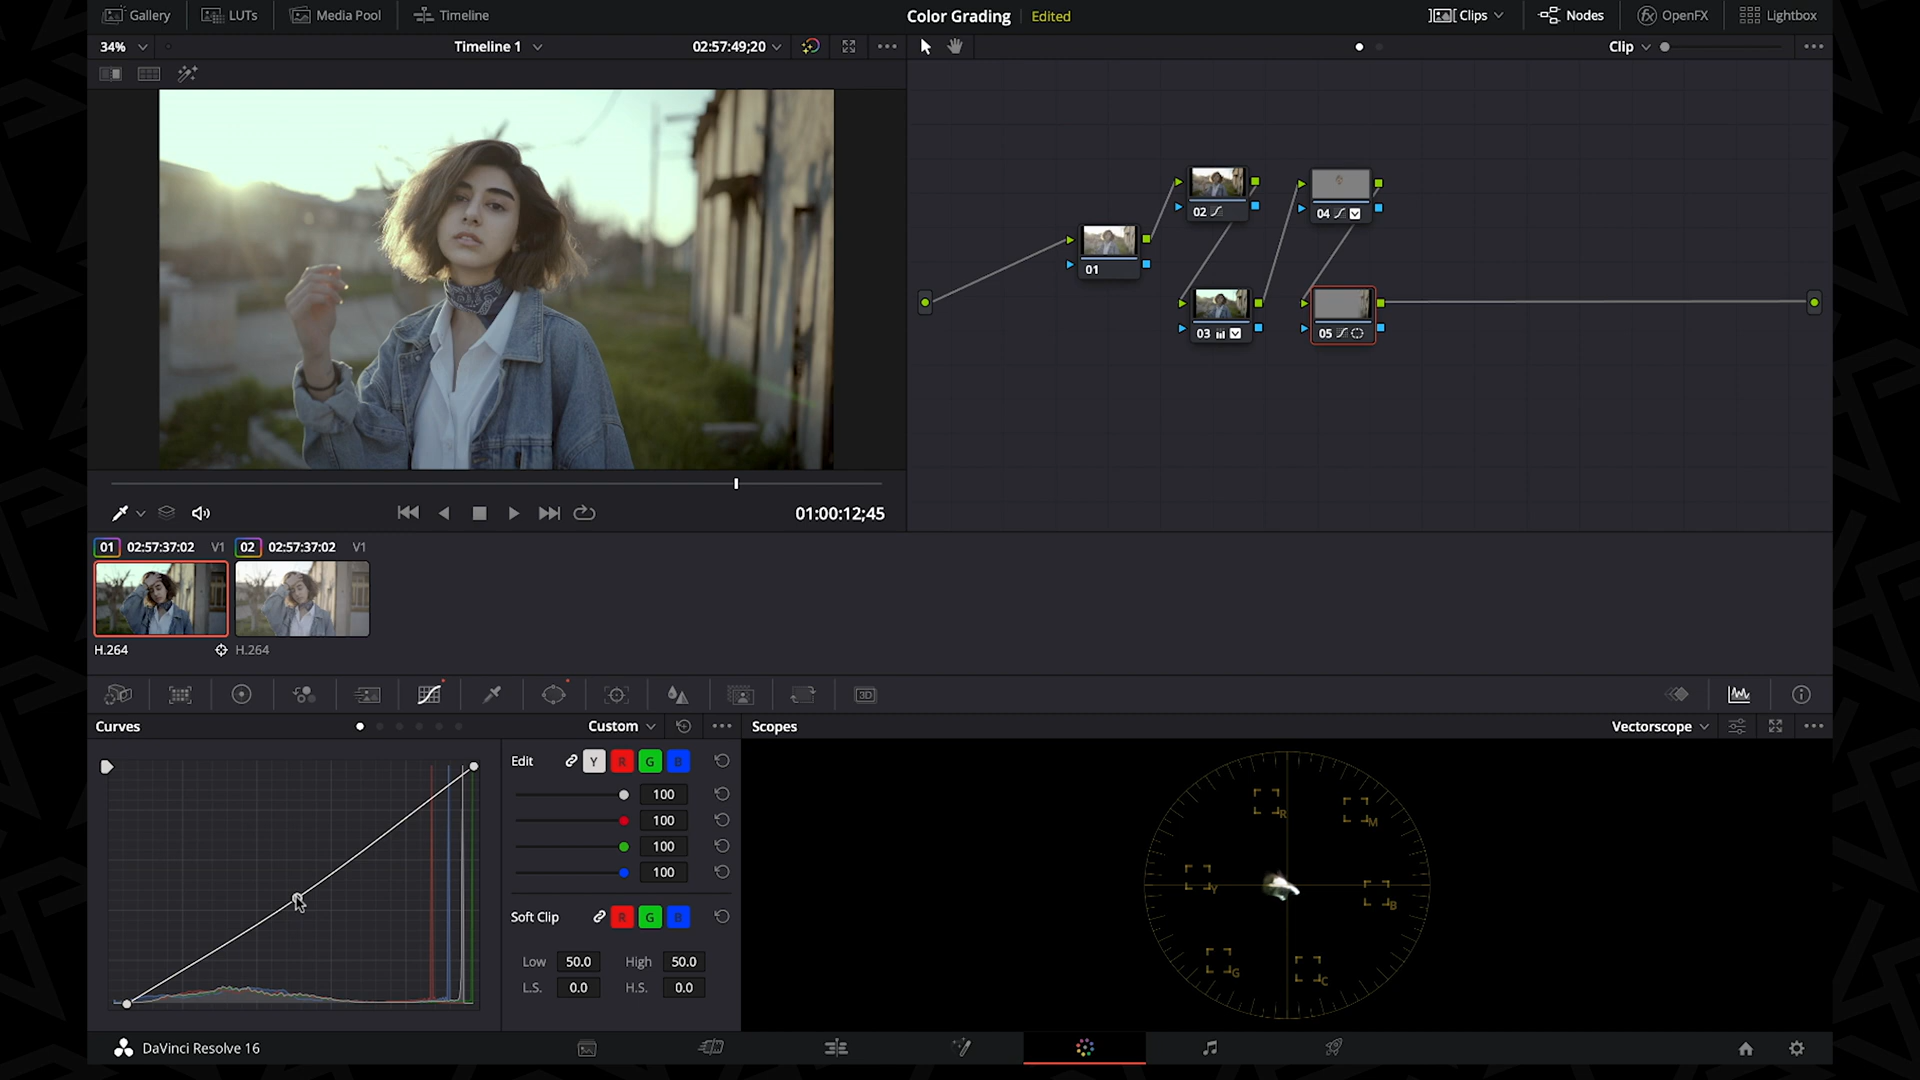 Gallery LUTs Media Pool Timeline Color Grading Edited Clips Nodes fx OpenFX Lightbox
34% Timeline 1 02:57:49;20 Clip
02
04
01
03
05
01:00:12;45
01 02:57:37:02 V1 02 02:57:37:02 V1
H.264 H.264
3D
Curves Custom Scopes Vectorscope
Edit Y R G B
100
100
100
100
Soft Clip R G B
Low 50.0 High 50.0
L.S. 0.0 H.S. 0.0
R
M
Y
B
G
C
DaVinci Resolve 16